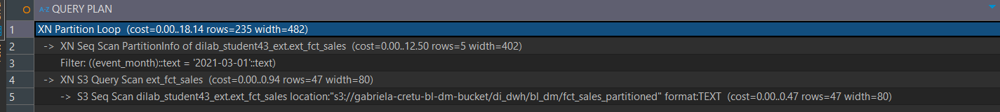 A-Z QUERY PLAN
1 XN Partition Loop (cost=0.00..18.14 rows=235 width=482)
2 -> XN Seq Scan PartitionInfo of dilab_student43_ext.ext_fct_sales (cost=0.00..12.50 rows=5 width=402)
3 Filter: ((event_month)::text = '2021-03-01'::text)
4 -> XN S3 Query Scan ext_fct_sales (cost=0.00..0.94 rows=47 width=80)
5 -> S3 Seq Scan dilab_student43_ext.ext_fct_sales location:"s3://gabriela-cretu-bl-dm-bucket/di_dwh/bl_dm/fct_sales_partitioned" format:TEXT (cost=0.00..0.47 rows=47 width=80)